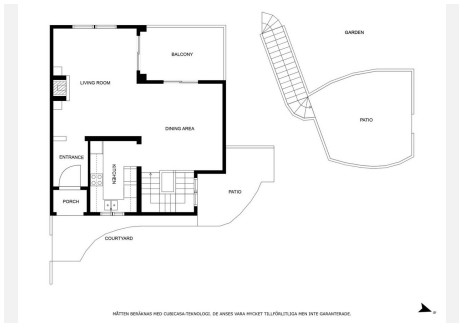 GARDEN
BALCONY
LIVING ROOM
PATIO
DINING AREA
ENTRANCE
KITCHEN
PATIO
PORCH
COURTYARD
MÅTTEN BERÄKNAS MED CUBICASA-TEKNOLOGI. DE ANSES VARA MYCKET TILLFÖRLITLIGA MEN INTE GARANTERADE.